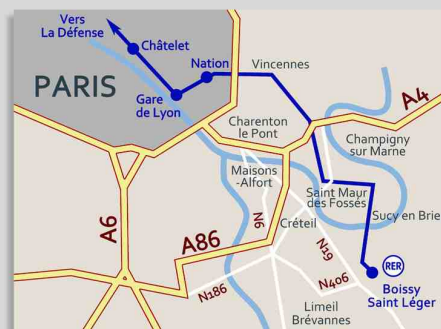 Vers
La Défense
Châtelet
Nation
Vincennes
PARIS
Gare
de Lyon
A4
Charenton
le Pont
Champigny
sur Marne
Maisons
-Alfort
Saint Maur
des Fossés
A6
N6
Créteil
Sucy en Brie
A86
N19
RER
N186
N406
Boissy
Saint Léger
Limeil
Brévannes